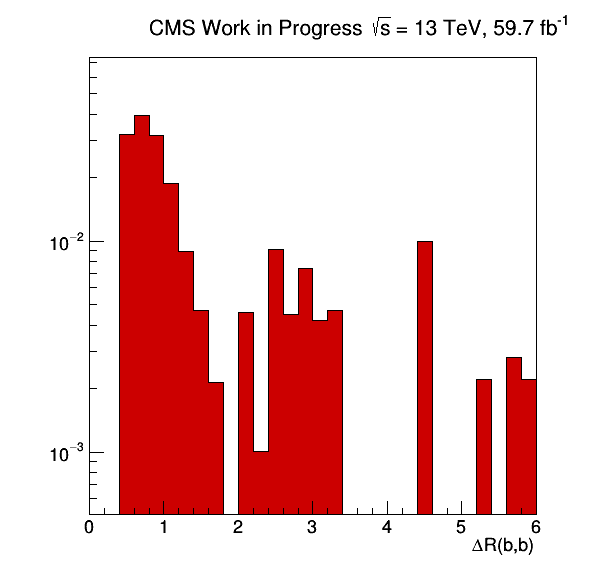 CMS Work in Progress √s = 13 TeV, 59.7 fb⁻¹
10⁻²
10⁻³
0 1 2 3 4 5 6
ΔR(b,b)